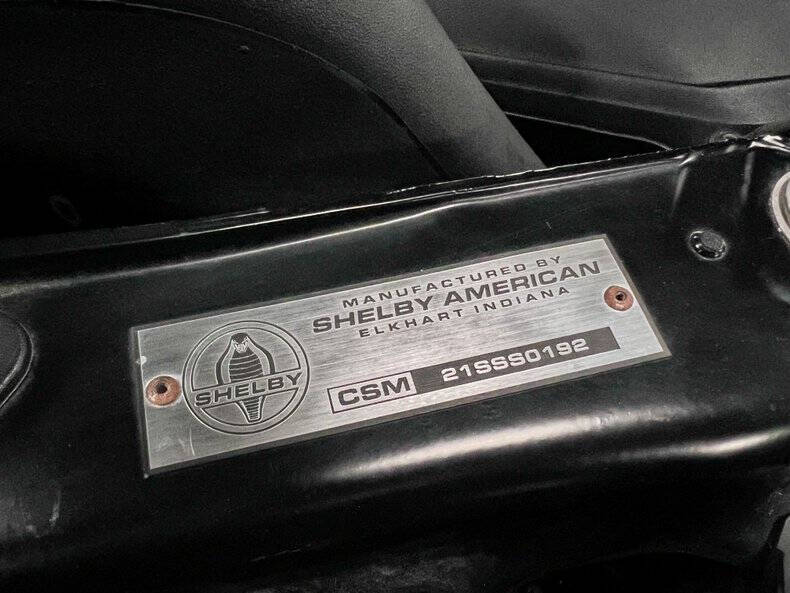 MANUFACTURED BY
SHELBY AMERICAN
ELKHART INDIANA
SHELBY
CSM 21SSS0192